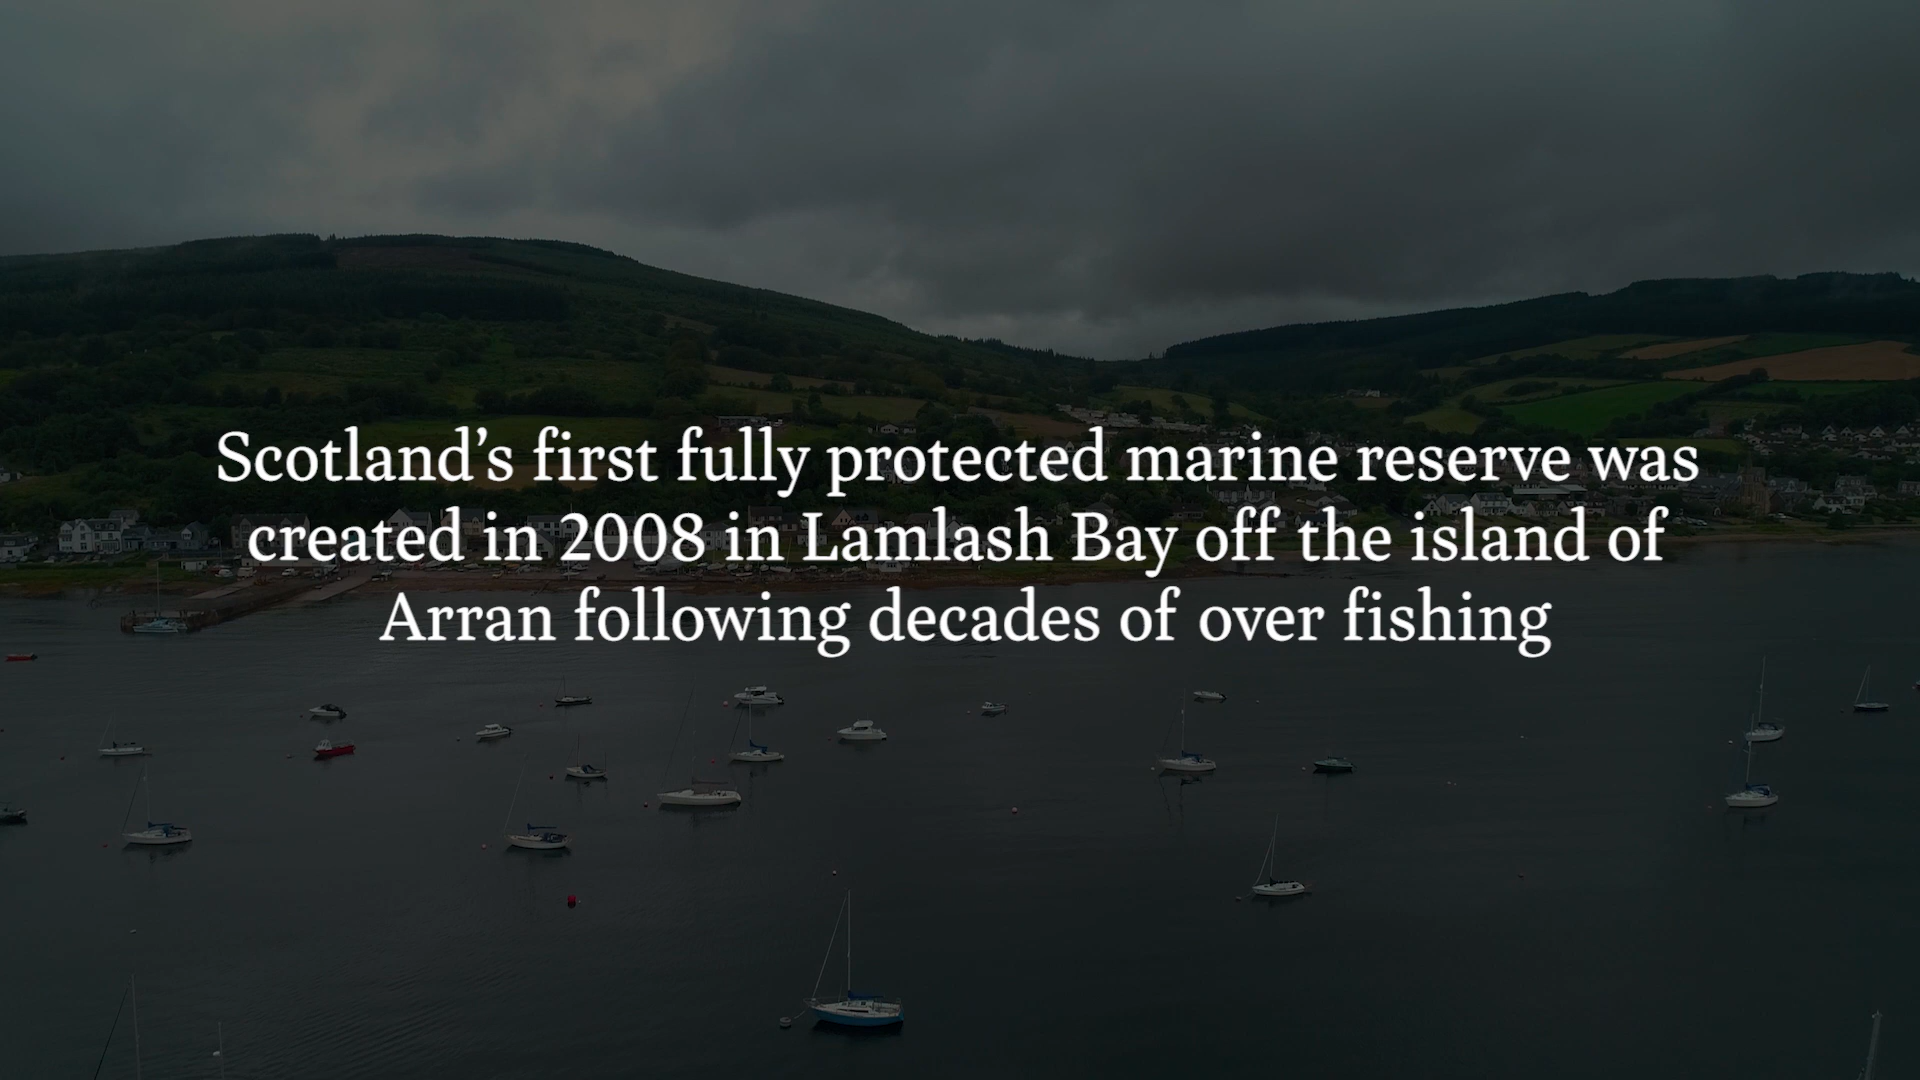 Scotland’s first fully protected marine reserve was
created in 2008 in Lamlash Bay off the island of
Arran following decades of over fishing